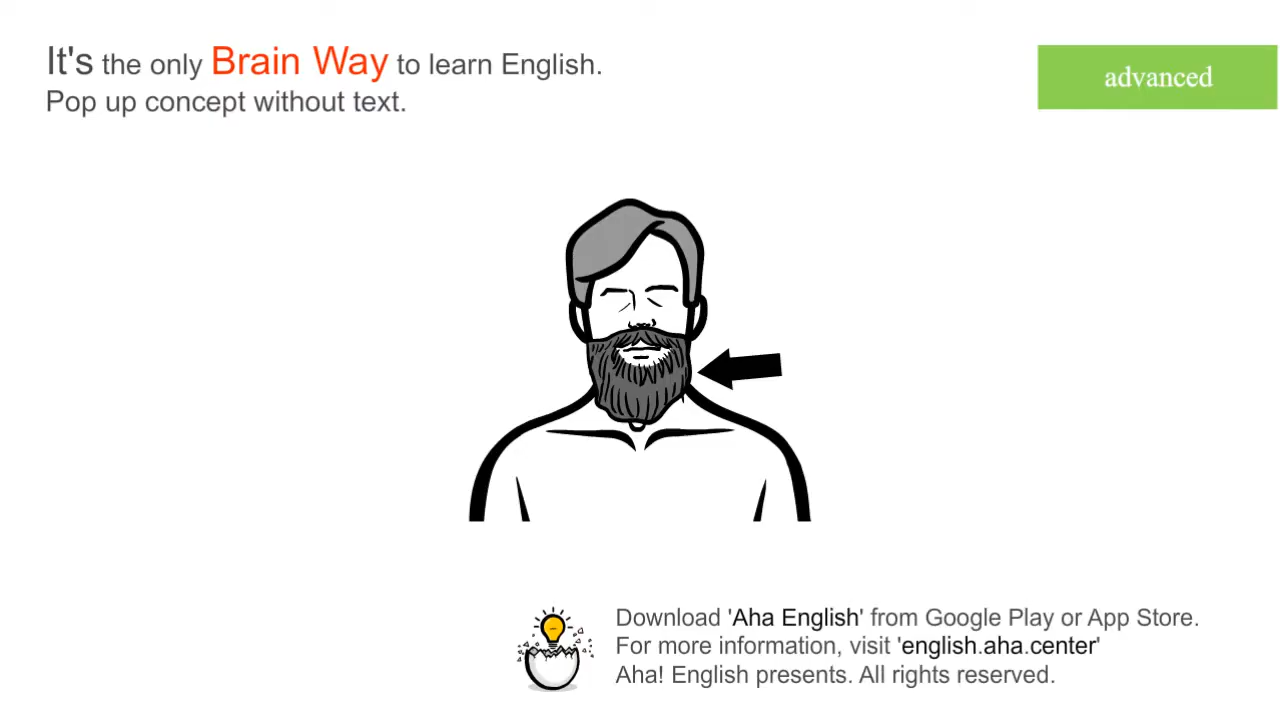 It's the only Brain Way to learn English.
Pop up concept without text.
advanced
Download 'Aha English' from Google Play or App Store.
For more information, visit 'english.aha.center'
Aha! English presents. All rights reserved.